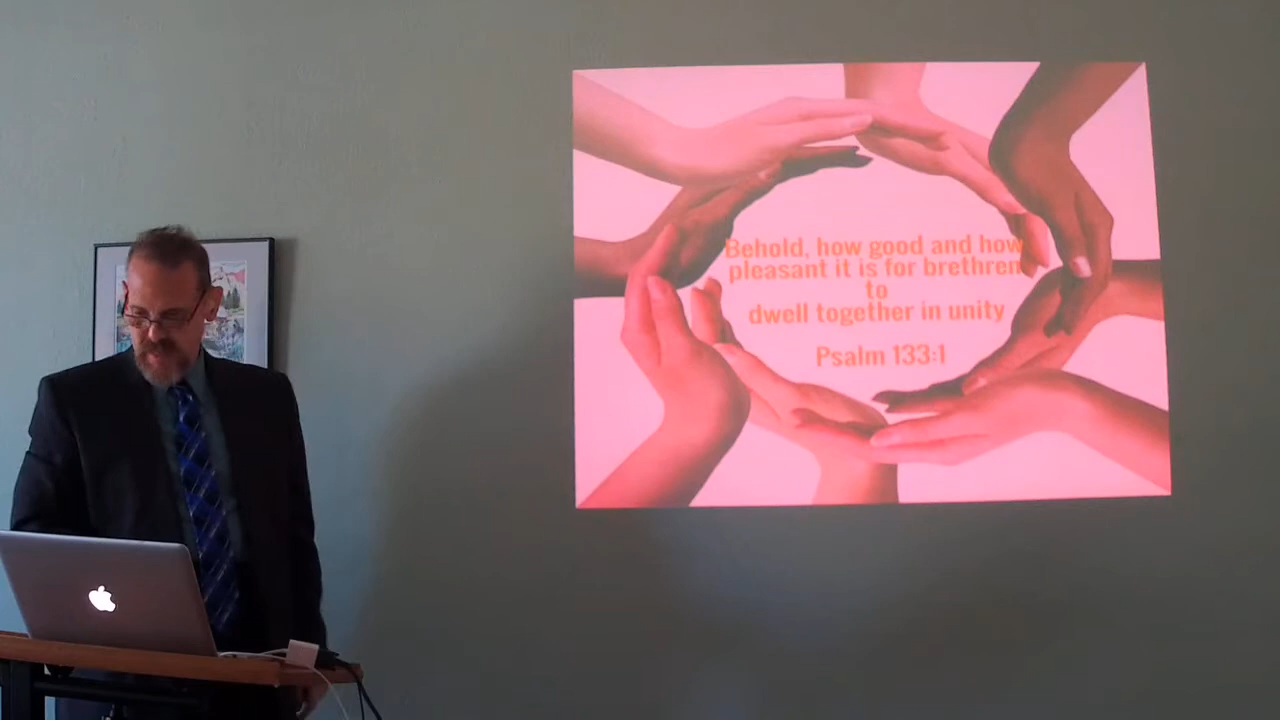 Behold, how good and how
pleasant it is for brethren
to
dwell together in unity
Psalm 133:1